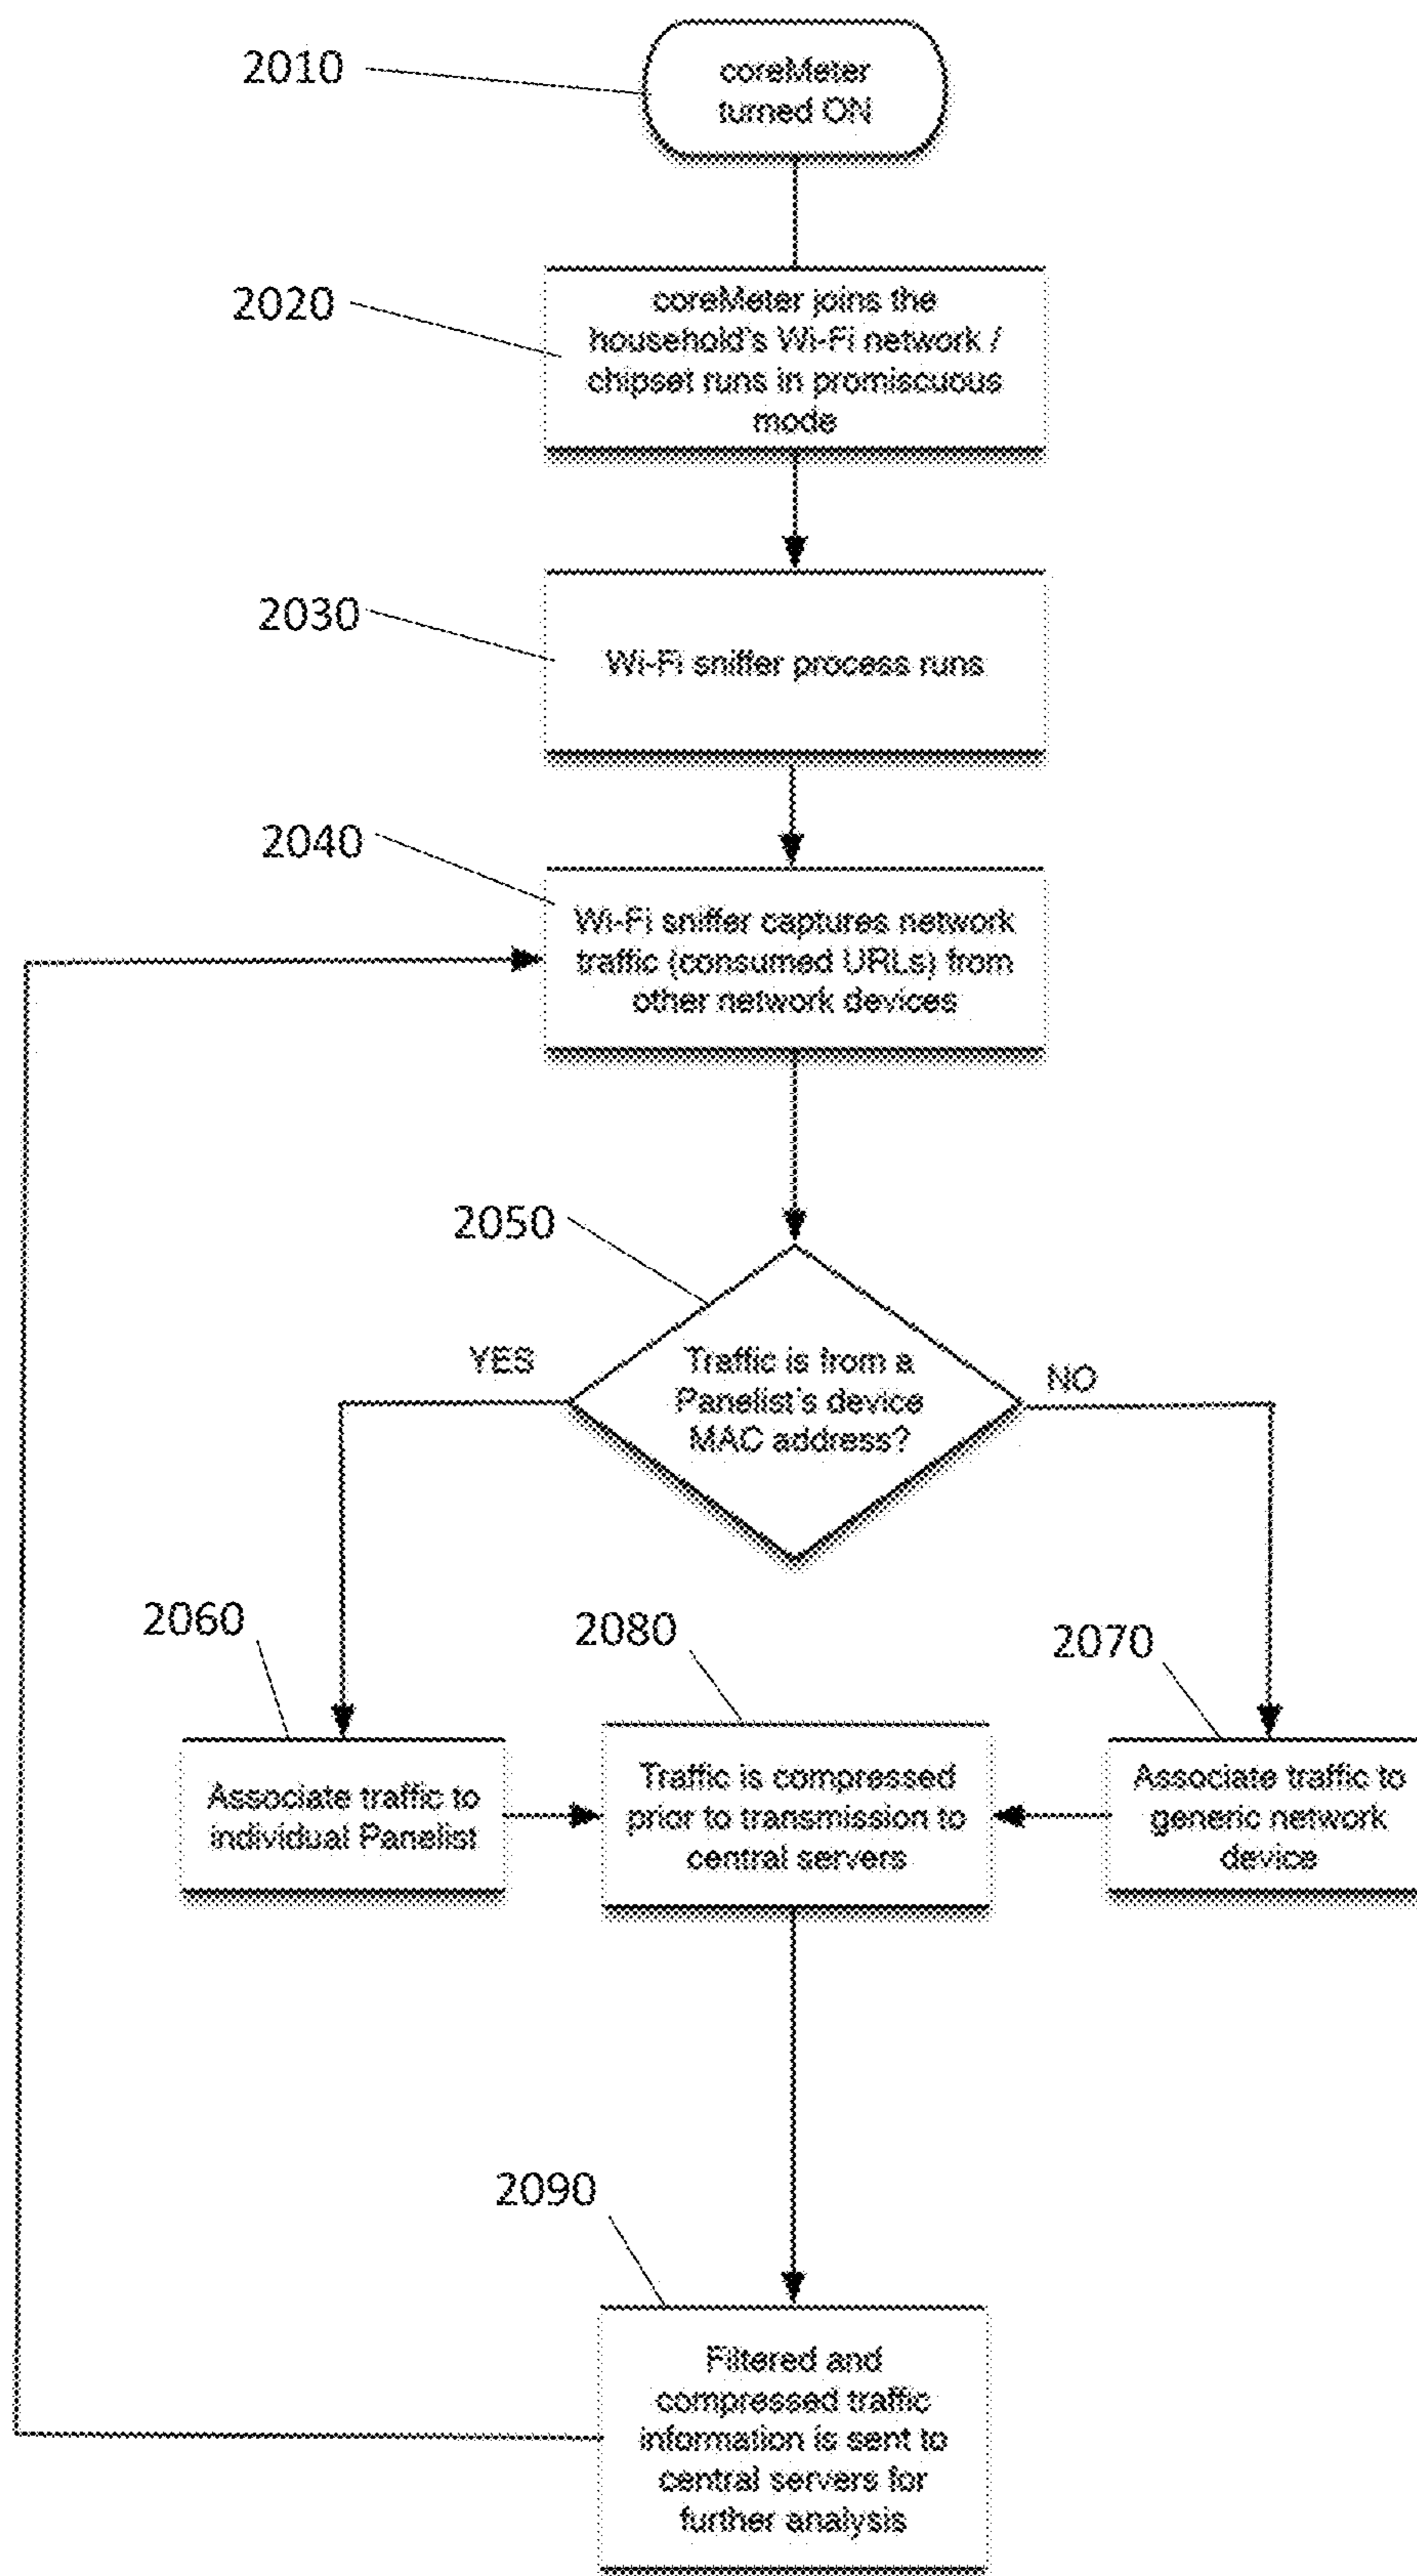 2010
coreMeter
turned ON
2020
coreMeter joins the
household's Wi-Fi network /
chipset runs in promiscuous
mode
2030
Wi-Fi sniffer process runs
2040
Wi-Fi sniffer captures network
traffic (consumed URLs) from
other network devices
2050
YES
Traffic is from a
Panelist's device
MAC address?
NO
2060
Associate traffic to
individual Panelist
2080
Traffic is compressed
prior to transmission to
central servers
2070
Associate traffic to
generic network
device
2090
Filtered and
compressed traffic
information is sent to
central servers for
further analysis